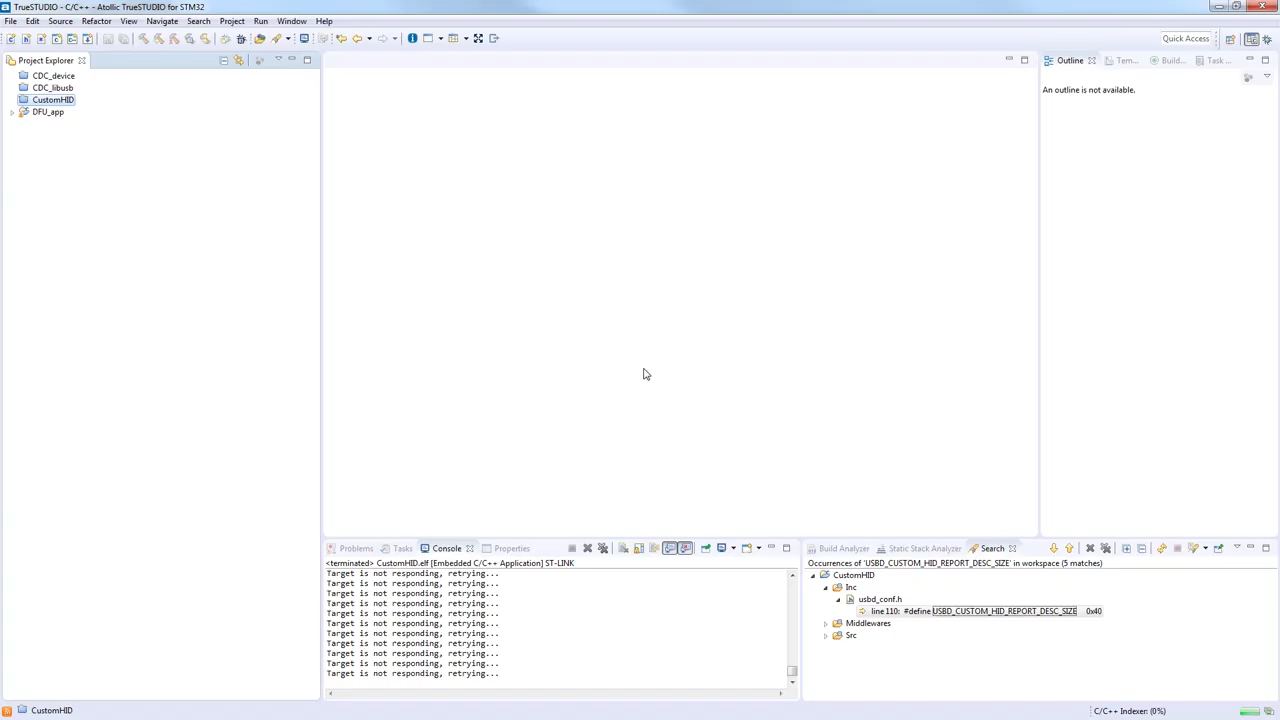 TrueSTUDIO - C/C++ - Atollic TrueSTUDIO for STM32
File Edit Source Refactor View Navigate Search Project Run Window Help
Quick Access
Project Explorer
CDC_device
CDC_libusb
CustomHID
DFU_app
Outline Tem... Build... Task ...
An outline is not available.
Problems Tasks Console Properties
<terminated> CustomHID.elf [Embedded C/C++ Application] ST-LINK
Target is not responding, retrying...
Target is not responding, retrying...
Target is not responding, retrying...
Target is not responding, retrying...
Target is not responding, retrying...
Target is not responding, retrying...
Target is not responding, retrying...
Target is not responding, retrying...
Target is not responding, retrying...
Target is not responding, retrying...
Target is not responding, retrying...
Build Analyzer Static Stack Analyzer Search
Occurrences of 'USBD_CUSTOM_HID_REPORT_DESC_SIZE' in workspace (5 matches)
CustomHID
Inc
usbd_conf.h
line 110: #define USBD_CUSTOM_HID_REPORT_DESC_SIZE 0x40
Middlewares
Src
CustomHID
C/C++ Indexer: (0%)